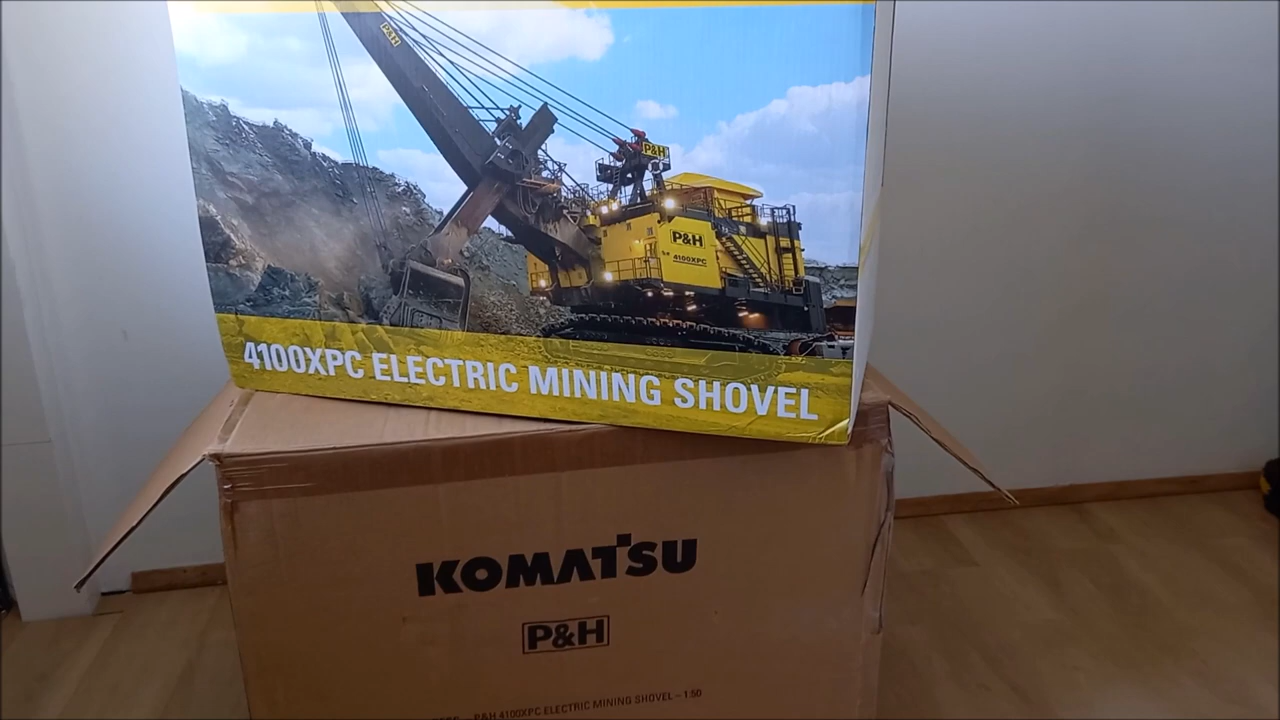 P&H
P&H
P&H
4100XPC
4100XPC ELECTRIC MINING SHOVEL
KOMATSU
P&H
P&H 4100XPC ELECTRIC MINING SHOVEL – 1:50